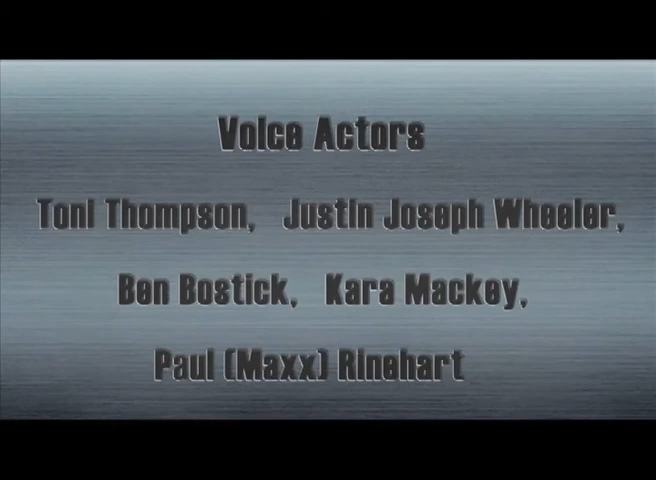 Voice Actors
Toni Thompson, Justin Joseph Wheeler,
Ben Bostick, Kara Mackey,
Paul (Maxx) Rinehart